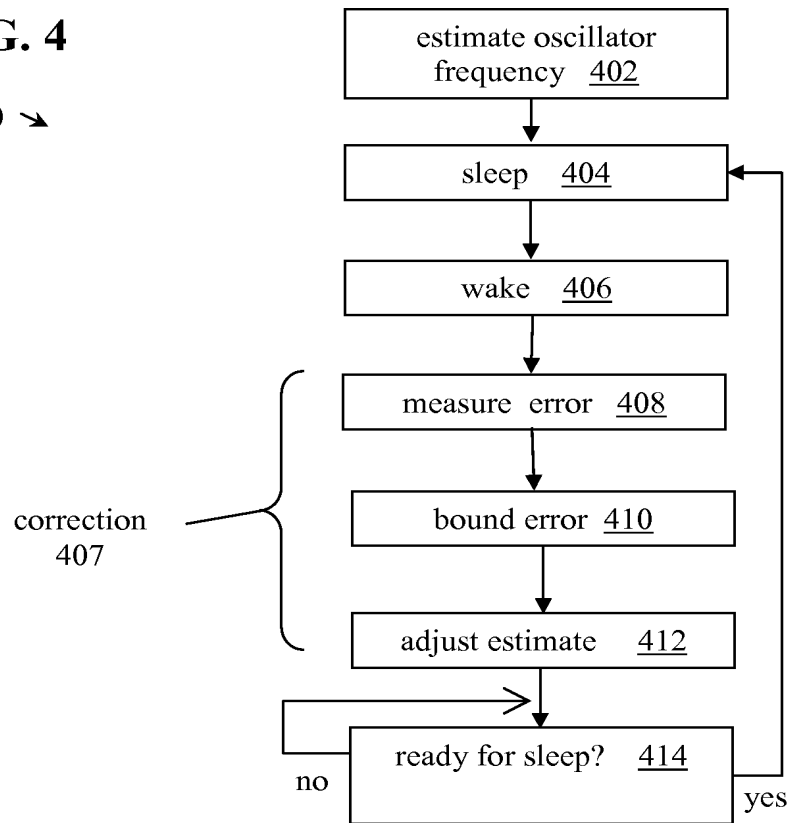 G. 4
estimate oscillator
frequency 402
sleep 404
wake 406
measure error 408
bound error 410
correction
407
adjust estimate 412
ready for sleep? 414
no
yes